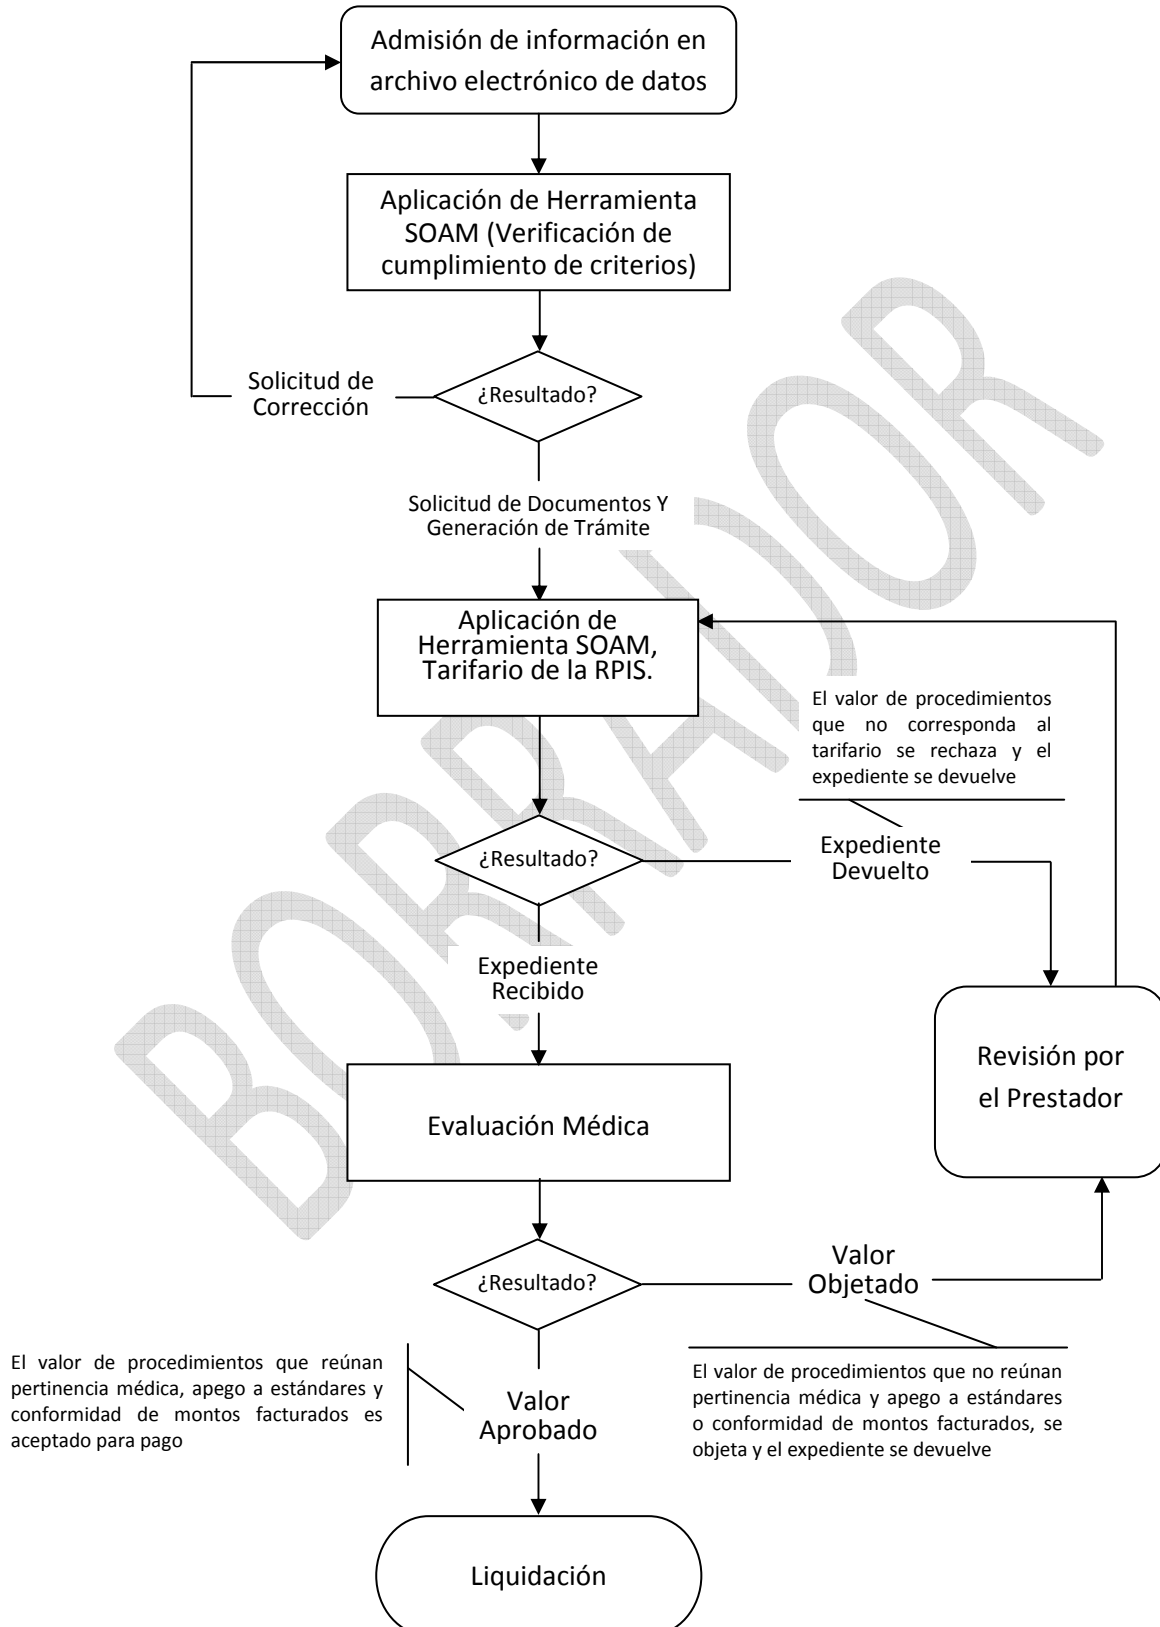 Admisión de información en
archivo electrónico de datos
Aplicación de Herramienta
SOAM (Verificación de
cumplimiento de criterios)
Solicitud de
Corrección
¿Resultado?
Solicitud de Documentos Y
Generación de Trámite
Aplicación de
Herramienta SOAM,
Tarifario de la RPIS.
El valor de procedimientos
que no corresponda al
tarifario se rechaza y el
expediente se devuelve
¿Resultado?
Expediente
Devuelto
Expediente
Recibido
Revisión por
el Prestador
Evaluación Médica
¿Resultado?
Valor
Objetado
El valor de procedimientos que reúnan
pertinencia médica, apego a estándares y
conformidad de montos facturados es
aceptado para pago
Valor
Aprobado
El valor de procedimientos que no reúnan
pertinencia médica y apego a estándares
o conformidad de montos facturados, se
objeta y el expediente se devuelve
Liquidación
BORRADOR